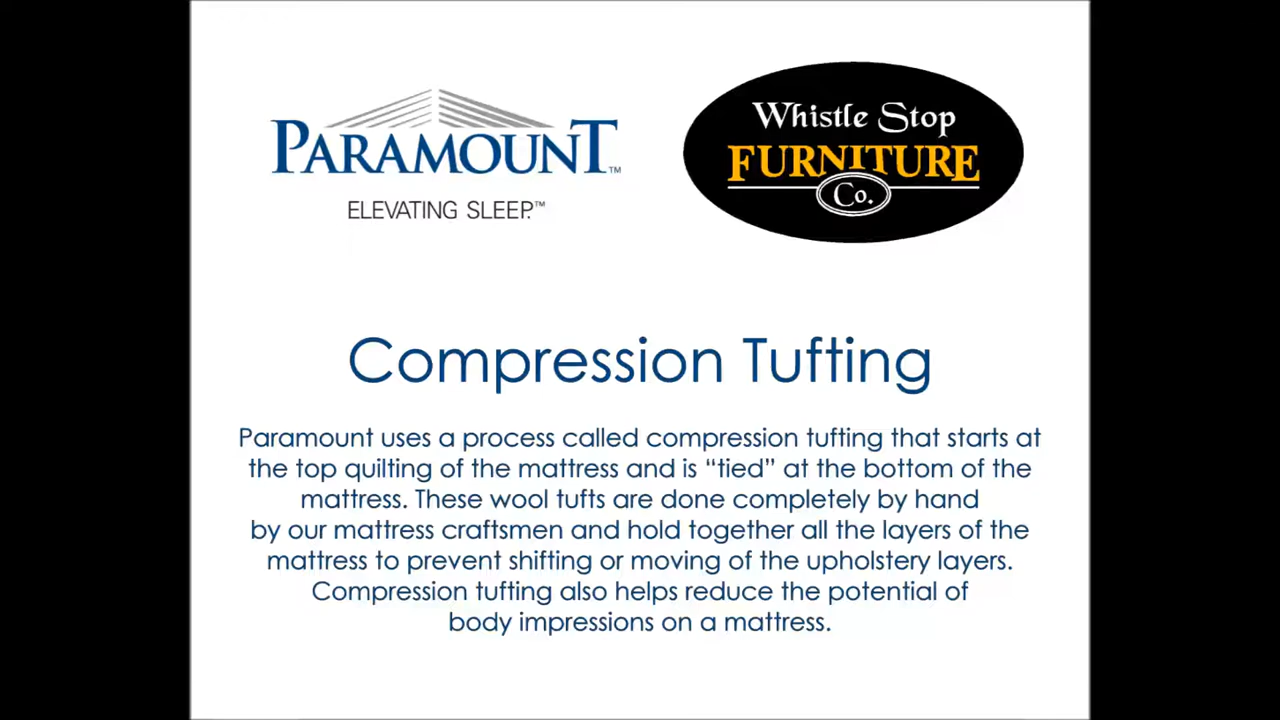 PARAMOUNT™
ELEVATING SLEEP.™
Whistle Stop
FURNITURE
Co.
Compression Tufting
Paramount uses a process called compression tufting that starts at
the top quilting of the mattress and is “tied” at the bottom of the
mattress. These wool tufts are done completely by hand
by our mattress craftsmen and hold together all the layers of the
mattress to prevent shifting or moving of the upholstery layers.
Compression tufting also helps reduce the potential of
body impressions on a mattress.